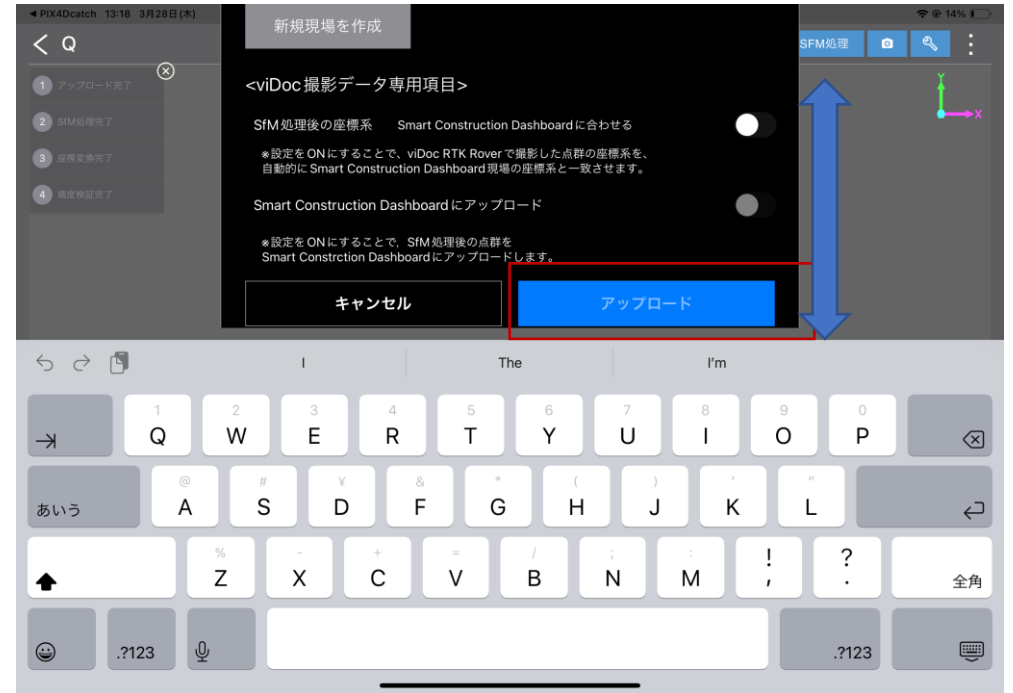 ◀PIX4Dcatch 13:18 3月28日(木) 14%
Q
新規現場を作成
SFM処理
1 アップロード完了
2 SfM処理完了
3 座標変換完了
4 精度検証完了
Y
X
<viDoc撮影データ専用項目>
SfM処理後の座標系 Smart Construction Dashboardに合わせる
※設定をONにすることで、viDoc RTK Roverで撮影した点群の座標系を、
自動的にSmart Construction Dashboard現場の座標系と一致させます。
Smart Construction Dashboardにアップロード
※設定をONにすることで、SfM処理後の点群を
Smart Constrction Dashboardにアップロードします。
キャンセル アップロード
I The I'm
1 2 3 4 5 6 7 8 9 0
Q W E R T Y U I O P
@ # ¥ & * ( ) ' "
あいう A S D F G H J K L
% - + = / ; : ! ?
Z X C V B N M , . 全角
.?123 .?123